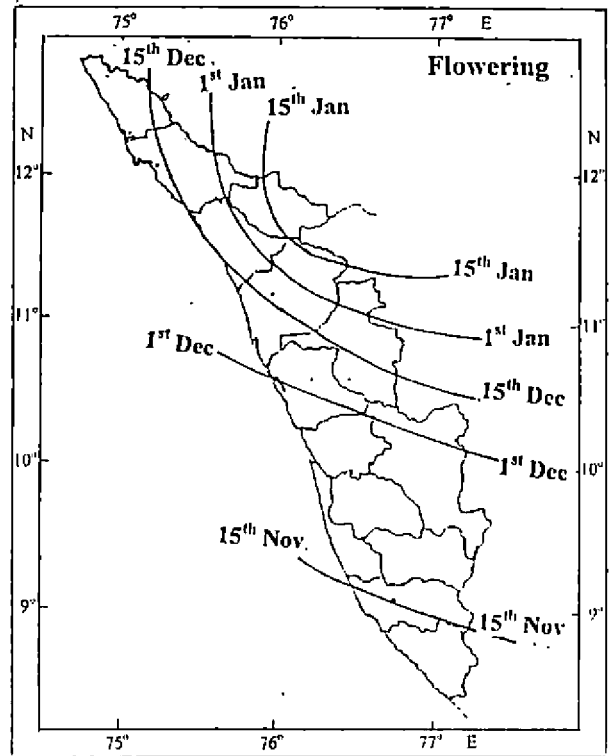 75° 76° 77° E
15th Dec
1st Jan
15th Jan
Flowering
N N
12° 12°
15th Jan
11° 11°
1st Jan
1st Dec
15th Dec
10° 10°
1st Dec
15th Nov
9° 9°
15th Nov
75° 76° 77° E